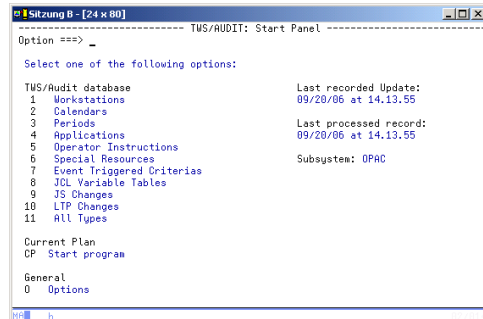 Sitzung B - [24 x 80]
--------------------------- TWS/AUDIT: Start Panel ---------------------------
Option ===> _
Select one of the following options:
TWS/Audit database Last recorded Update:
1 Workstations 09/20/06 at 14.13.55
2 Calendars
3 Periods Last processed record:
4 Applications 09/20/06 at 14.13.55
5 Operator Instructions
6 Special Resources Subsystem: OPAC
7 Event Triggered Criterias
8 JCL Variable Tables
9 JS Changes
10 LTP Changes
11 All Types
Current Plan
CP Start program
General
0 Options
MA b